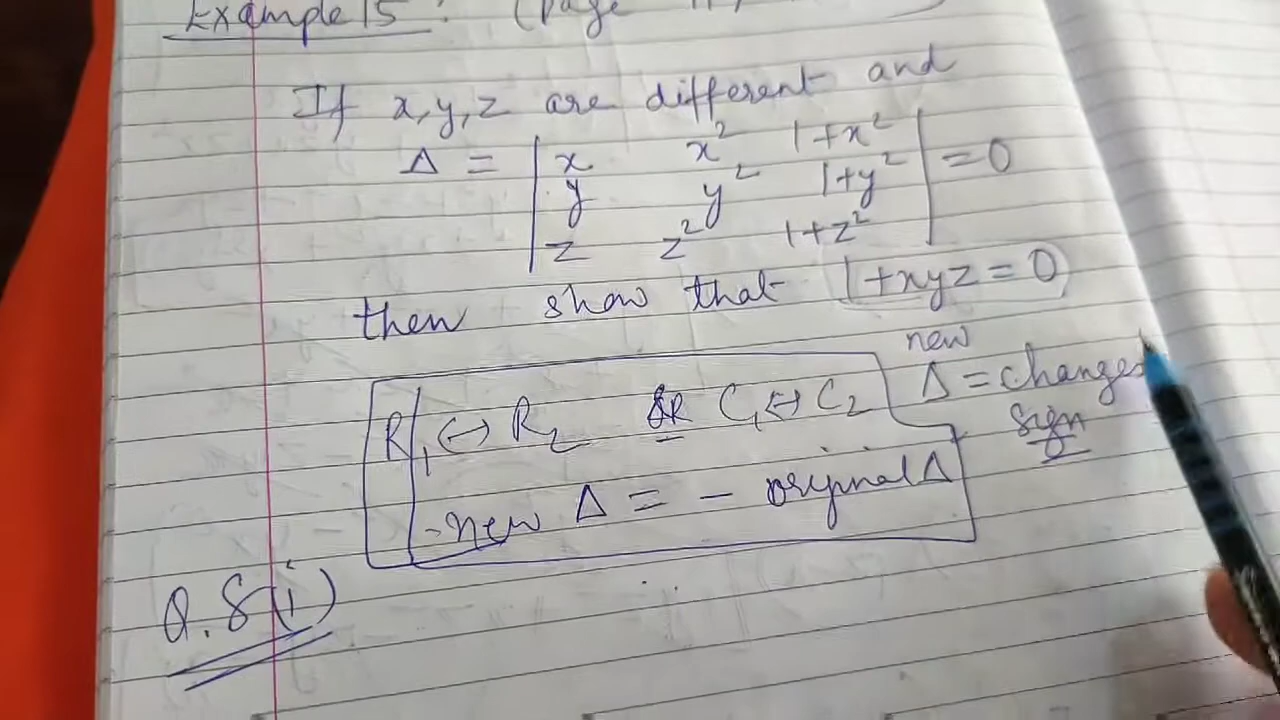 Example 15 : (Page
If x, y, z are different and
Δ = | x x² 1+x² | = 0
y y² 1+y²
z z² 1+z²
then show that 1+xyz = 0
new
R₁ ↔ R₂ OR C₁ ↔ C₂ Δ = changes
sign
-new Δ = - original Δ
Q.8(i)